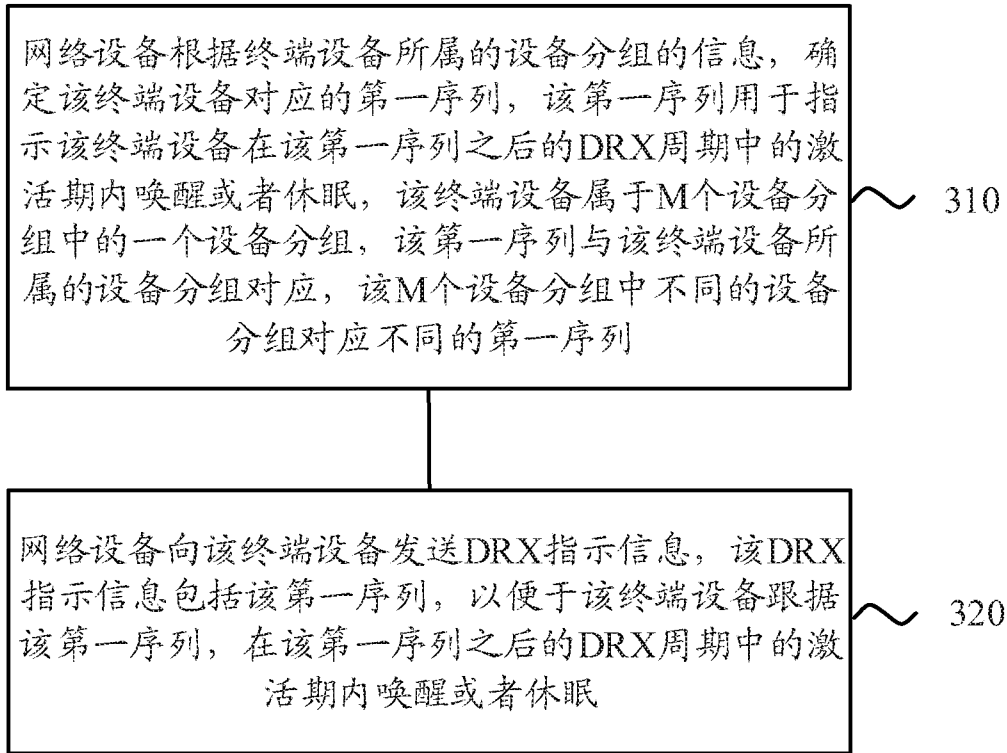 网络设备根据终端设备所属的设备分组的信息，确
定该终端设备对应的第一序列，该第一序列用于指
示该终端设备在该第一序列之后的DRX周期中的激
活期内唤醒或者休眠，该终端设备属于M个设备分
组中的一个设备分组，该第一序列与该终端设备所
属的设备分组对应，该M个设备分组中不同的设备
分组对应不同的第一序列
310
网络设备向该终端设备发送DRX指示信息，该DRX
指示信息包括该第一序列，以便于该终端设备跟据
该第一序列，在该第一序列之后的DRX周期中的激
活期内唤醒或者休眠
320